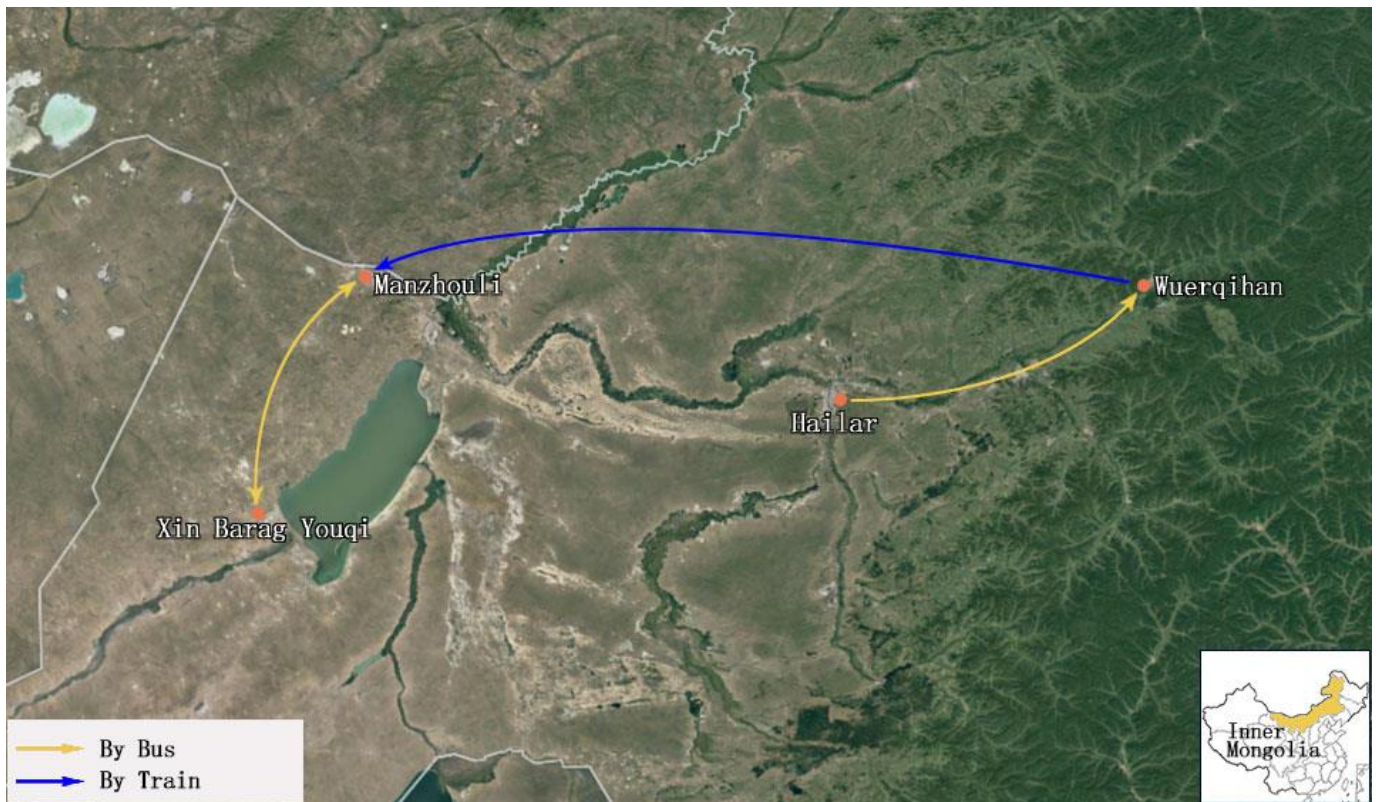 Manzhouli
Wuerqihan
Hailar
Xin Barag Youqi
By Bus
By Train
Inner
Mongolia